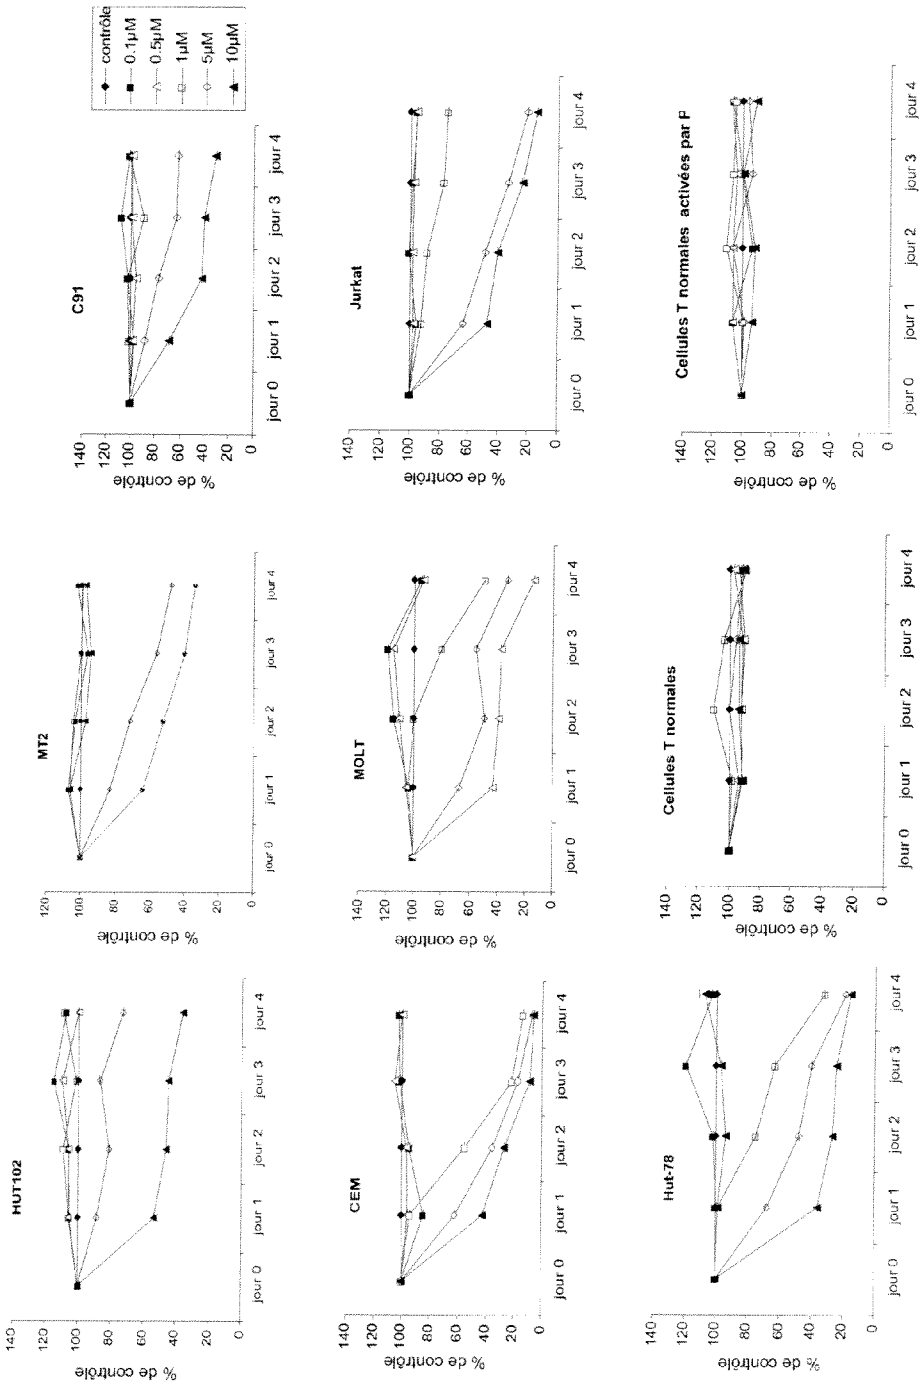 HUT102
% de contrôle
140
120
100
80
60
40
20
0
jour 0
jour 1
jour 2
jour 3
jour 4
MT2
% de contrôle
140
120
100
80
60
40
20
0
jour 0
jour 1
jour 2
jour 3
jour 4
C91
% de contrôle
140
120
100
80
60
40
20
0
jour 0
jour 1
jour 2
jour 3
jour 4
contrôle
0.1µM
0.5µM
1µM
5µM
10µM
CEM
% de contrôle
140
120
100
80
60
40
20
0
jour 0
jour 1
jour 2
jour 3
jour 4
MOLT
% de contrôle
140
120
100
80
60
40
20
0
jour 0
jour 1
jour 2
jour 3
jour 4
Jurkat
% de contrôle
140
120
100
80
60
40
20
0
jour 0
jour 1
jour 2
jour 3
jour 4
Hut-78
% de contrôle
140
120
100
80
60
40
20
0
jour 0
jour 1
jour 2
jour 3
jour 4
Cellules T normales
% de contrôle
140
120
100
80
60
40
20
0
jour 0
jour 1
jour 2
jour 3
jour 4
Cellules T normales activées par P
% de contrôle
140
120
100
80
60
40
20
0
jour 0
jour 1
jour 2
jour 3
jour 4